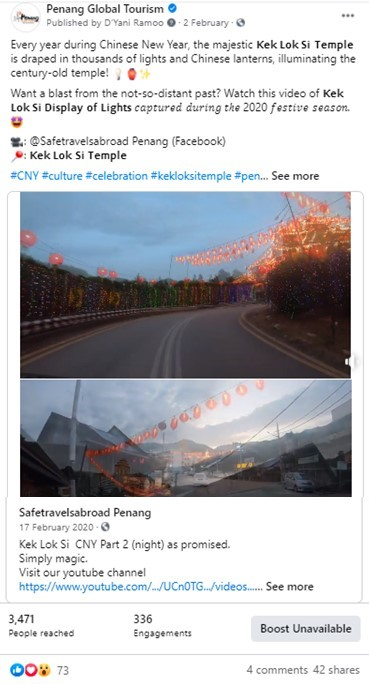 Penang Global Tourism
Published by D'Yani Ramoo · 2 February ·
Every year during Chinese New Year, the majestic Kek Lok Si Temple
is draped in thousands of lights and Chinese lanterns, illuminating the
century-old temple!
Want a blast from the not-so-distant past? Watch this video of Kek
Lok Si Display of Lights captured during the 2020 festive season.
: @Safetravelsabroad Penang (Facebook)
: Kek Lok Si Temple
#CNY #culture #celebration #kekloksitemple #pen... See more
Safetravelsabroad Penang
17 February 2020 ·
Kek Lok Si CNY Part 2 (night) as promised.
Simply magic.
Visit our youtube channel
https://www.youtube.com/.../UCn0TG.../videos...... See more
3,471
People reached
336
Engagements
Boost Unavailable
73
4 comments 42 shares